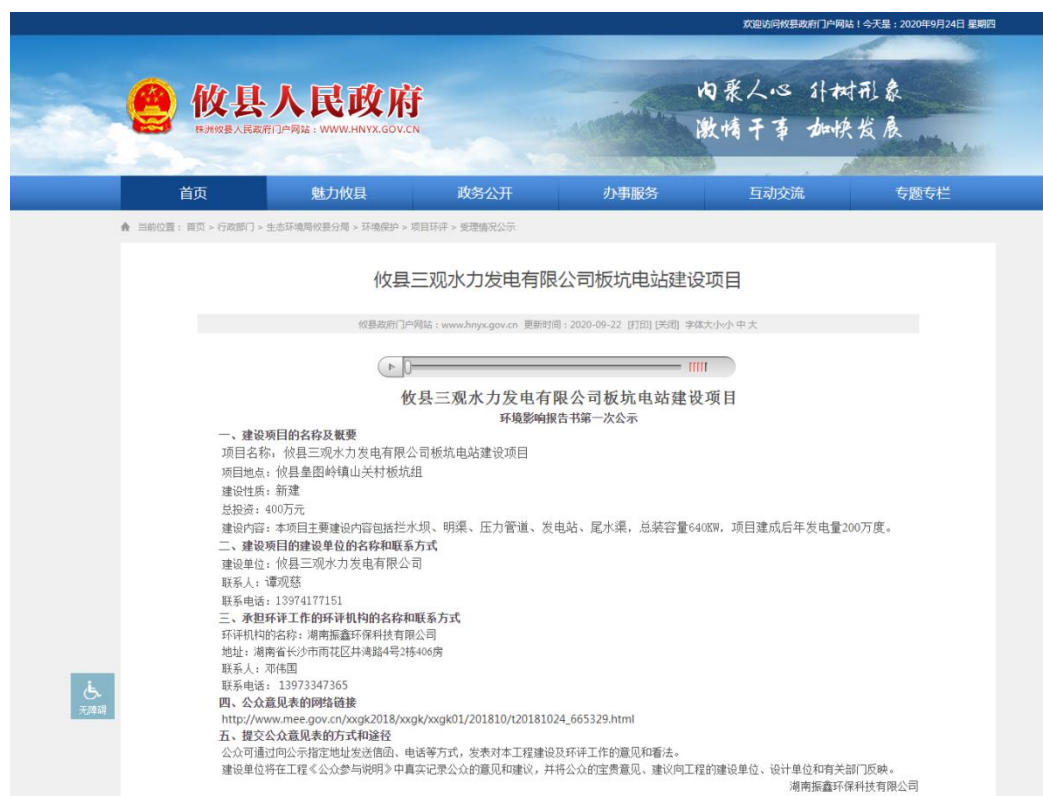 欢迎访问攸县政府门户网站！今天是：2020年9月24日 星期四
攸县人民政府
株洲攸县人民政府门户网站：WWW.HNYX.GOV.CN
内聚人心 外树形象
激情干事 加快发展
首页 魅力攸县 政务公开 办事服务 互动交流 专题专栏
当前位置：首页 > 行政部门 > 生态环境局攸县分局 > 环境保护 > 项目环评 > 受理情况公示
攸县三观水力发电有限公司板坑电站建设项目
攸县政府门户网站：www.hnyx.gov.cn 更新时间：2020-09-22 [打印] [关闭] 字体大小:小 中 大
攸县三观水力发电有限公司板坑电站建设项目
环境影响报告书第一次公示
一、建设项目的名称及概要
项目名称：攸县三观水力发电有限公司板坑电站建设项目
项目地点：攸县皇图岭镇山关村板坑组
建设性质：新建
总投资：400万元
建设内容：本项目主要建设内容包括拦水坝、明渠、压力管道、发电站、尾水渠，总装容量640KW，项目建成后年发电量200万度。
二、建设项目的建设单位的名称和联系方式
建设单位：攸县三观水力发电有限公司
联系人：谭观慈
联系电话：13974177151
三、承担环评工作的环评机构的名称和联系方式
环评机构的名称：湖南振鑫环保科技有限公司
地址：湖南省长沙市雨花区井湾路4号2栋406房
联系人：邓伟国
联系电话： 13973347365
四、公众意见表的网络链接
http://www.mee.gov.cn/xxgk2018/xxgk/xxgk01/201810/t20181024_665329.html
五、提交公众意见表的方式和途径
公众可通过向公示指定地址发送信函、电话等方式，发表对本工程建设及环评工作的意见和看法。
建设单位将在工程《公众参与说明》中真实记录公众的意见和建议，并将公众的宝贵意见、建议向工程的建设单位、设计单位和有关部门反映。
湖南振鑫环保科技有限公司
无障碍